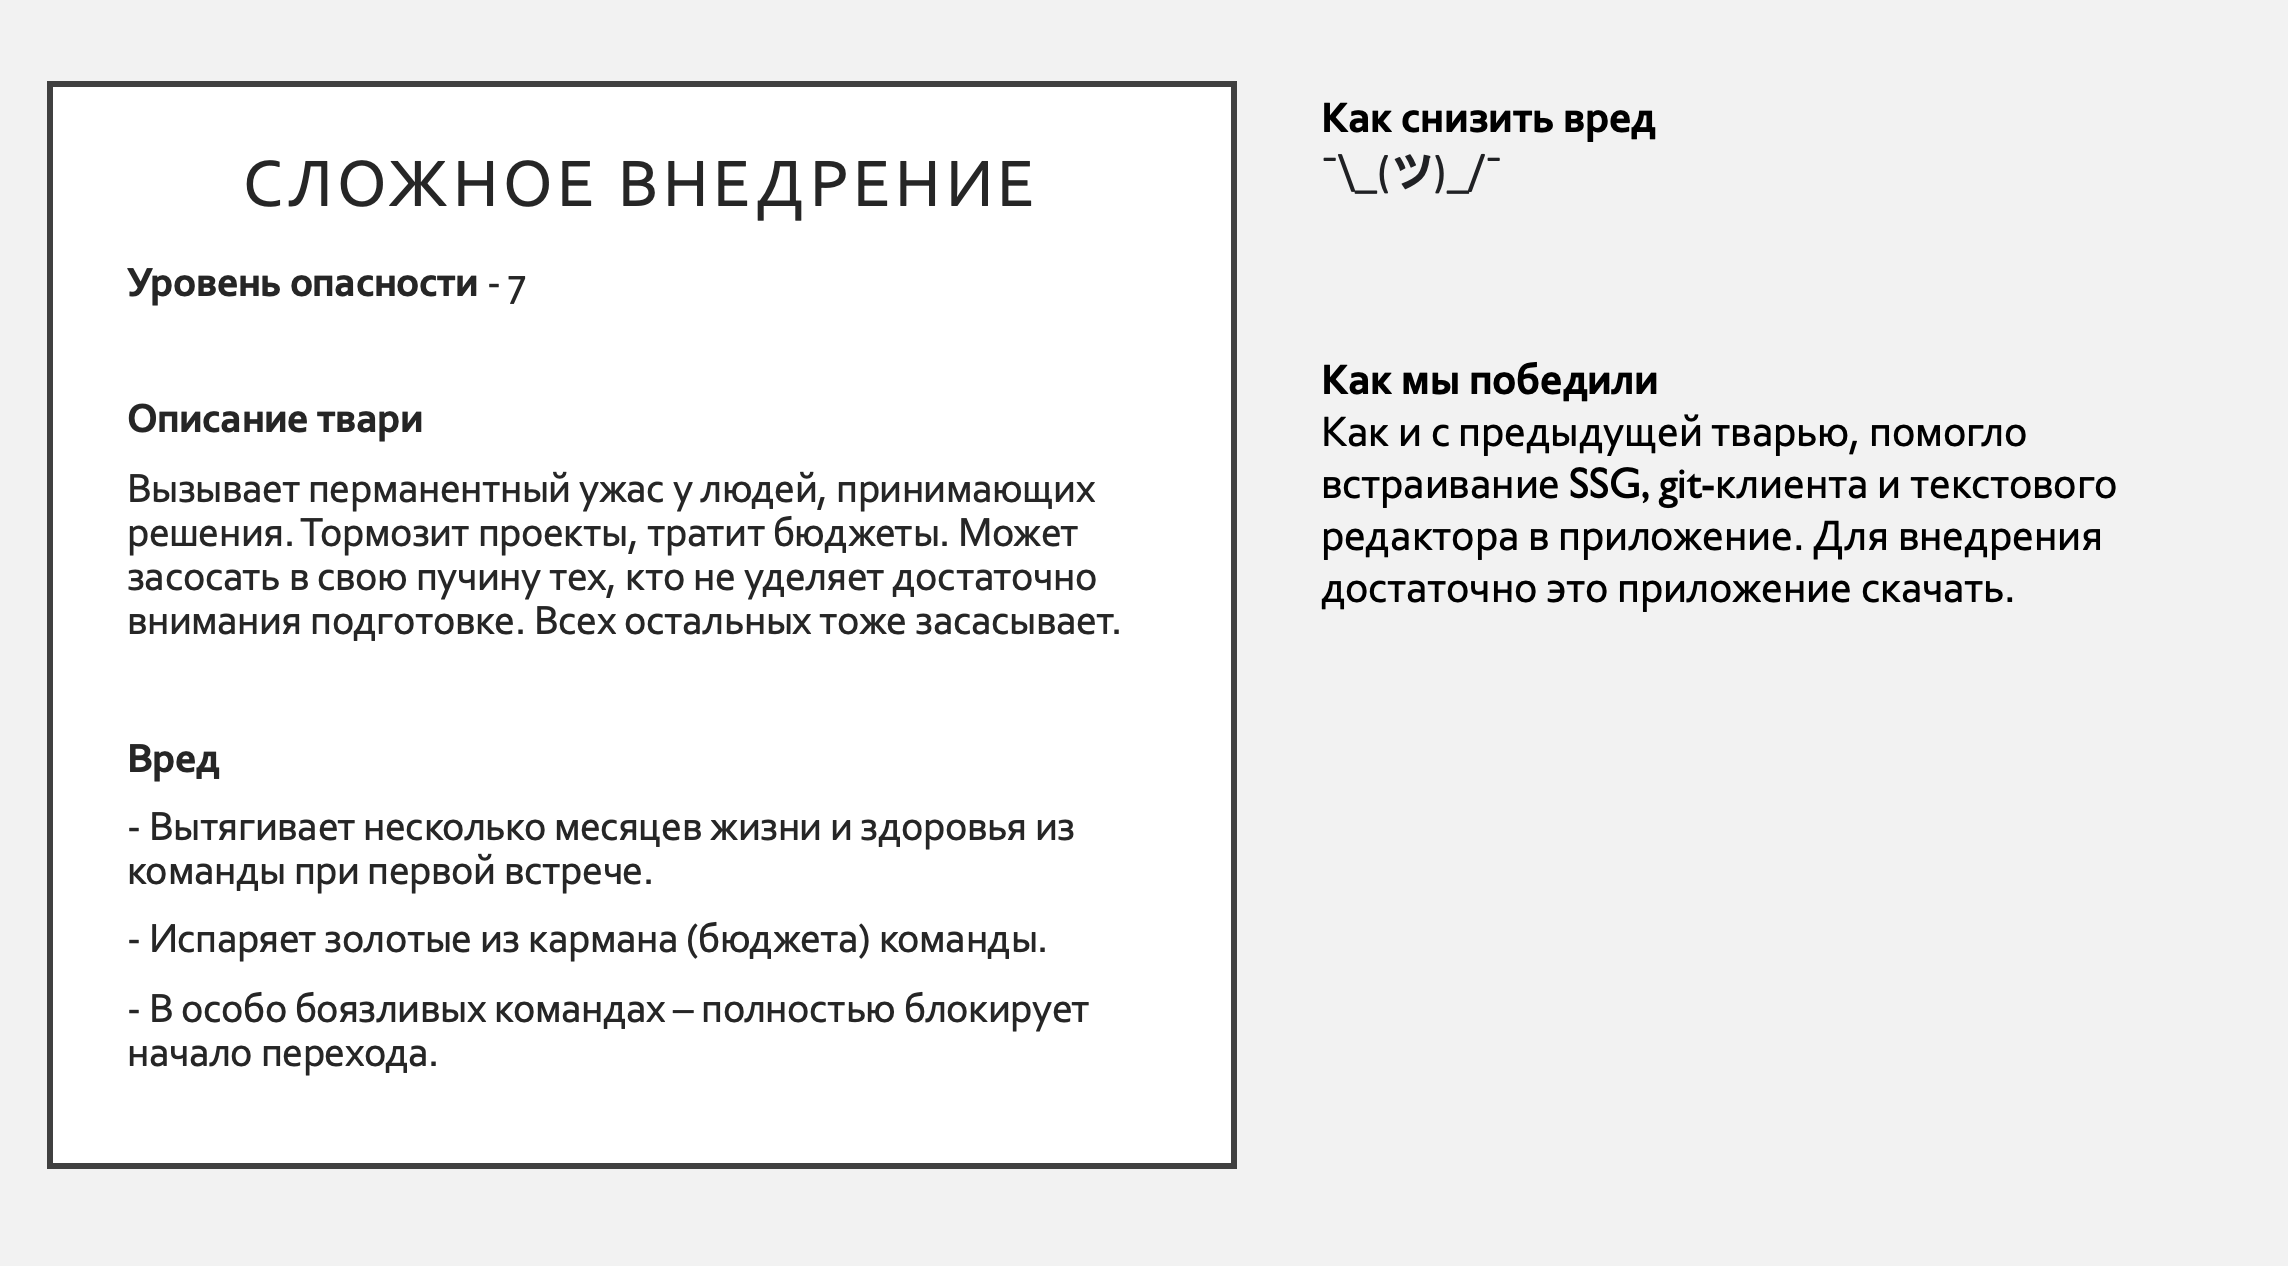 СЛОЖНОЕ ВНЕДРЕНИЕ
Уровень опасности - 7
Описание твари
Вызывает перманентный ужас у людей, принимающих
решения. Тормозит проекты, тратит бюджеты. Может
засосать в свою пучину тех, кто не уделяет достаточно
внимания подготовке. Всех остальных тоже засасывает.
Вред
- Вытягивает несколько месяцев жизни и здоровья из
команды при первой встрече.
- Испаряет золотые из кармана (бюджета) команды.
- В особо боязливых командах – полностью блокирует
начало перехода.
Как снизить вред
¯\_(ツ)_/¯
Как мы победили
Как и с предыдущей тварью, помогло
встраивание SSG, git-клиента и текстового
редактора в приложение. Для внедрения
достаточно это приложение скачать.